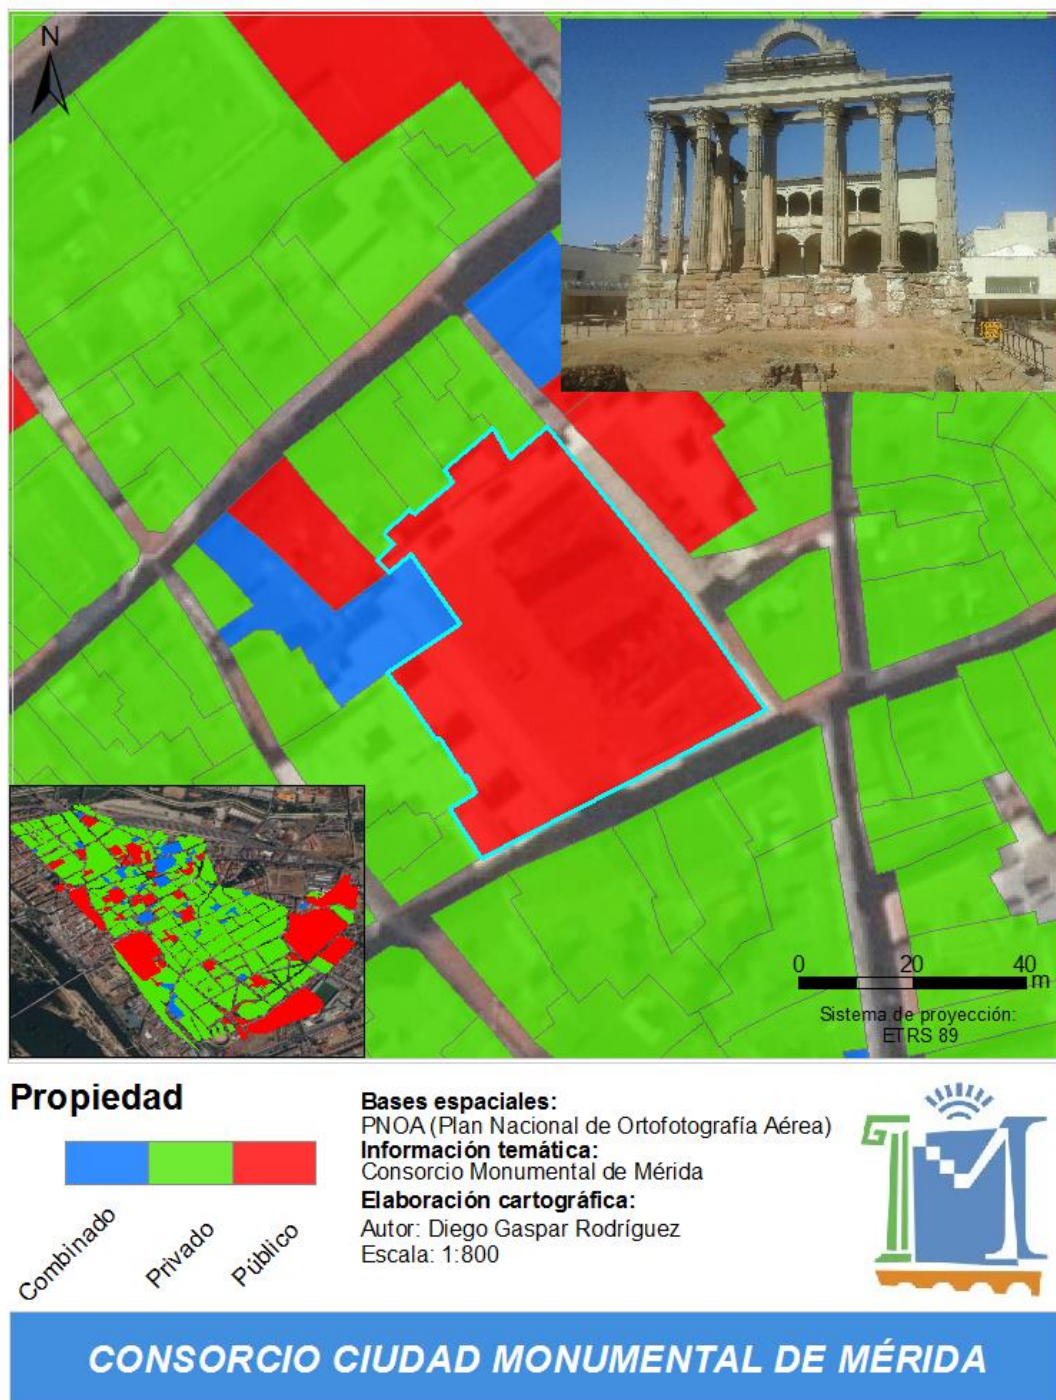 N
0 20 40 m
Sistema de proyección:
ETRS 89
Propiedad
Combinado
Privado
Público
Bases espaciales:
PNOA (Plan Nacional de Ortofotografía Aérea)
Información temática:
Consorcio Monumental de Mérida
Elaboración cartográfica:
Autor: Diego Gaspar Rodríguez
Escala: 1:800
CONSORCIO CIUDAD MONUMENTAL DE MÉRIDA